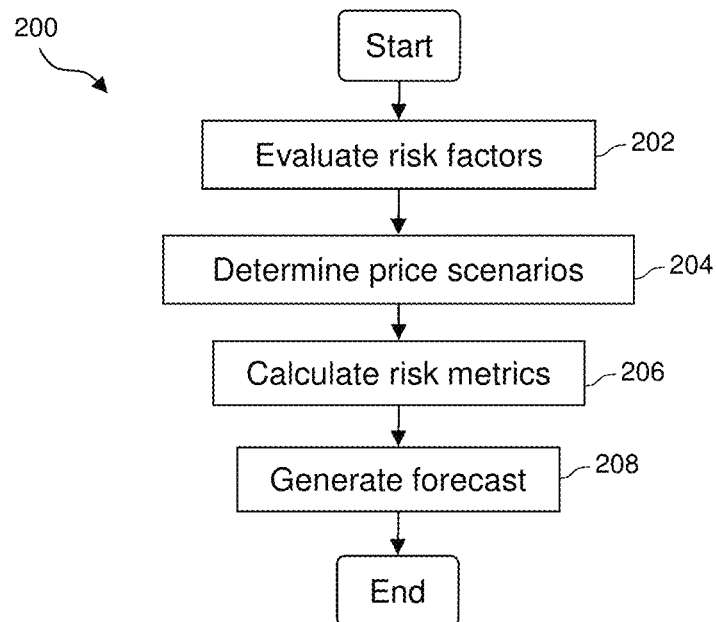 200
Start
Evaluate risk factors
202
Determine price scenarios
204
Calculate risk metrics
206
Generate forecast
208
End